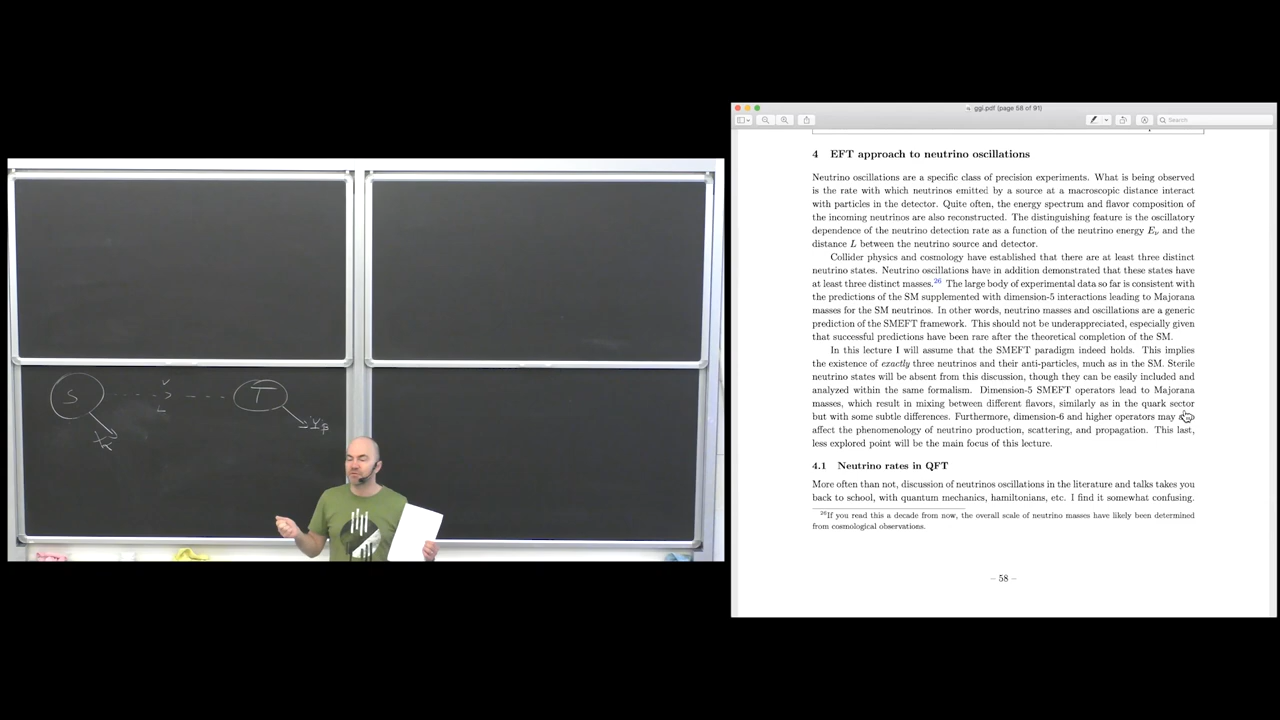 S
ν
L
T
ggi.pdf (page 58 of 91)
Search
4 EFT approach to neutrino oscillations
Neutrino oscillations are a specific class of precision experiments. What is being observed
is the rate with which neutrinos emitted by a source at a macroscopic distance interact
with particles in the detector. Quite often, the energy spectrum and flavor composition of
the incoming neutrinos are also reconstructed. The distinguishing feature is the oscillatory
dependence of the neutrino detection rate as a function of the neutrino energy Eν and the
distance L between the neutrino source and detector.
Collider physics and cosmology have established that there are at least three distinct
neutrino states. Neutrino oscillations have in addition demonstrated that these states have
at least three distinct masses.26 The large body of experimental data so far is consistent with
the predictions of the SM supplemented with dimension-5 interactions leading to Majorana
masses for the SM neutrinos. In other words, neutrino masses and oscillations are a generic
prediction of the SMEFT framework. This should not be underappreciated, especially given
that successful predictions have been rare after the theoretical completion of the SM.
In this lecture I will assume that the SMEFT paradigm indeed holds. This implies
the existence of exactly three neutrinos and their anti-particles, much as in the SM. Sterile
neutrino states will be absent from this discussion, though they can be easily included and
analyzed within the same formalism. Dimension-5 SMEFT operators lead to Majorana
masses, which result in mixing between different flavors, similarly as in the quark sector
but with some subtle differences. Furthermore, dimension-6 and higher operators may
affect the phenomenology of neutrino production, scattering, and propagation. This last,
less explored point will be the main focus of this lecture.
4.1 Neutrino rates in QFT
More often than not, discussion of neutrinos oscillations in the literature and talks takes you
back to school, with quantum mechanics, hamiltonians, etc. I find it somewhat confusing.
26If you read this a decade from now, the overall scale of neutrino masses have likely been determined
from cosmological observations.
– 58 –